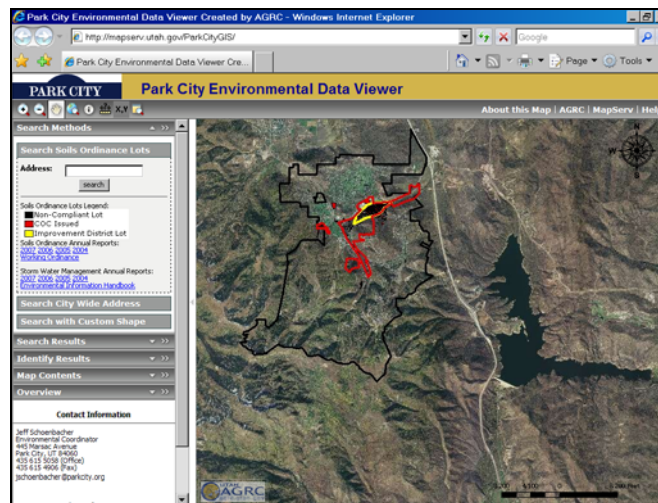 Park City Environmental Data Viewer Created by AGRC - Windows Internet Explorer
http://mapserv.utah.gov/ParkCityGIS/
Google
Park City Environmental Data Viewer Cre...
Page
Tools
PARK CITY
Park City Environmental Data Viewer
X,Y
About this Map | AGRC | MapServ | Help
Search Methods
Search Soils Ordinance Lots
Address:
search
Soils Ordinance Lots Legend:
Non-Compliant Lot
COC Issued
Improvement District Lot
Soils Ordinance Annual Reports:
2007 2006 2005 2004
Working Ordinance
Storm Water Management Annual Reports:
2007 2006 2005 2004
Environmental Information Handbook
Search City Wide Address
Search with Custom Shape
Search Results
Identify Results
Map Contents
Overview
Contact Information
Jeff Schoenbacher
Environmental Coordinator
445 Marsac Avenue
Park City, UT 84060
435 615 5058 (Office)
435 615 4906 (Fax)
jschoenbacher@parkcity.org
N
W
E
S
UTAH
AGRC